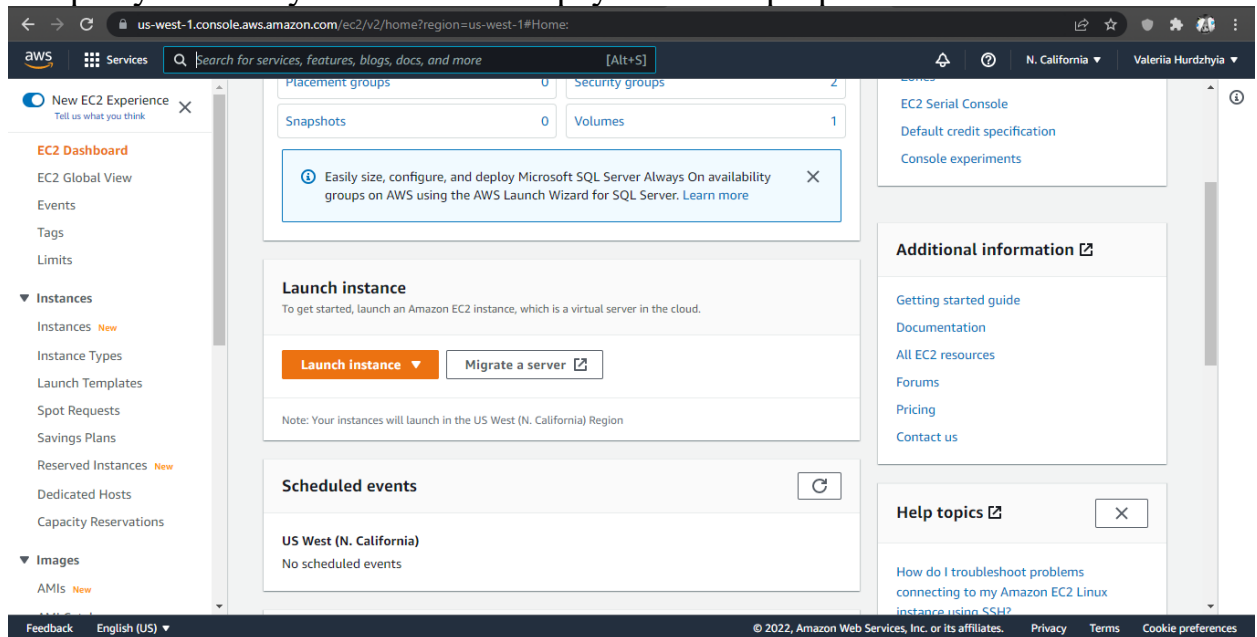 us-west-1.console.aws.amazon.com/ec2/v2/home?region=us-west-1#Home:
aws
Services
Search for services, features, blogs, docs, and more
[Alt+S]
N. California ▼
Valeriia Hurdzhyia ▼
New EC2 Experience
Tell us what you think
EC2 Dashboard
EC2 Global View
Events
Tags
Limits
▼ Instances
Instances New
Instance Types
Launch Templates
Spot Requests
Savings Plans
Reserved Instances New
Dedicated Hosts
Capacity Reservations
▼ Images
AMIs New
Placement groups 0
Security groups 2
Snapshots 0
Volumes 1
Easily size, configure, and deploy Microsoft SQL Server Always On availability
groups on AWS using the AWS Launch Wizard for SQL Server. Learn more
Launch instance
To get started, launch an Amazon EC2 instance, which is a virtual server in the cloud.
Launch instance ▼
Migrate a server
Note: Your instances will launch in the US West (N. California) Region
Scheduled events
US West (N. California)
No scheduled events
EC2 Serial Console
Default credit specification
Console experiments
Additional information
Getting started guide
Documentation
All EC2 resources
Forums
Pricing
Contact us
Help topics
How do I troubleshoot problems
connecting to my Amazon EC2 Linux
instance using SSH?
Feedback
English (US) ▼
© 2022, Amazon Web Services, Inc. or its affiliates.
Privacy
Terms
Cookie preferences